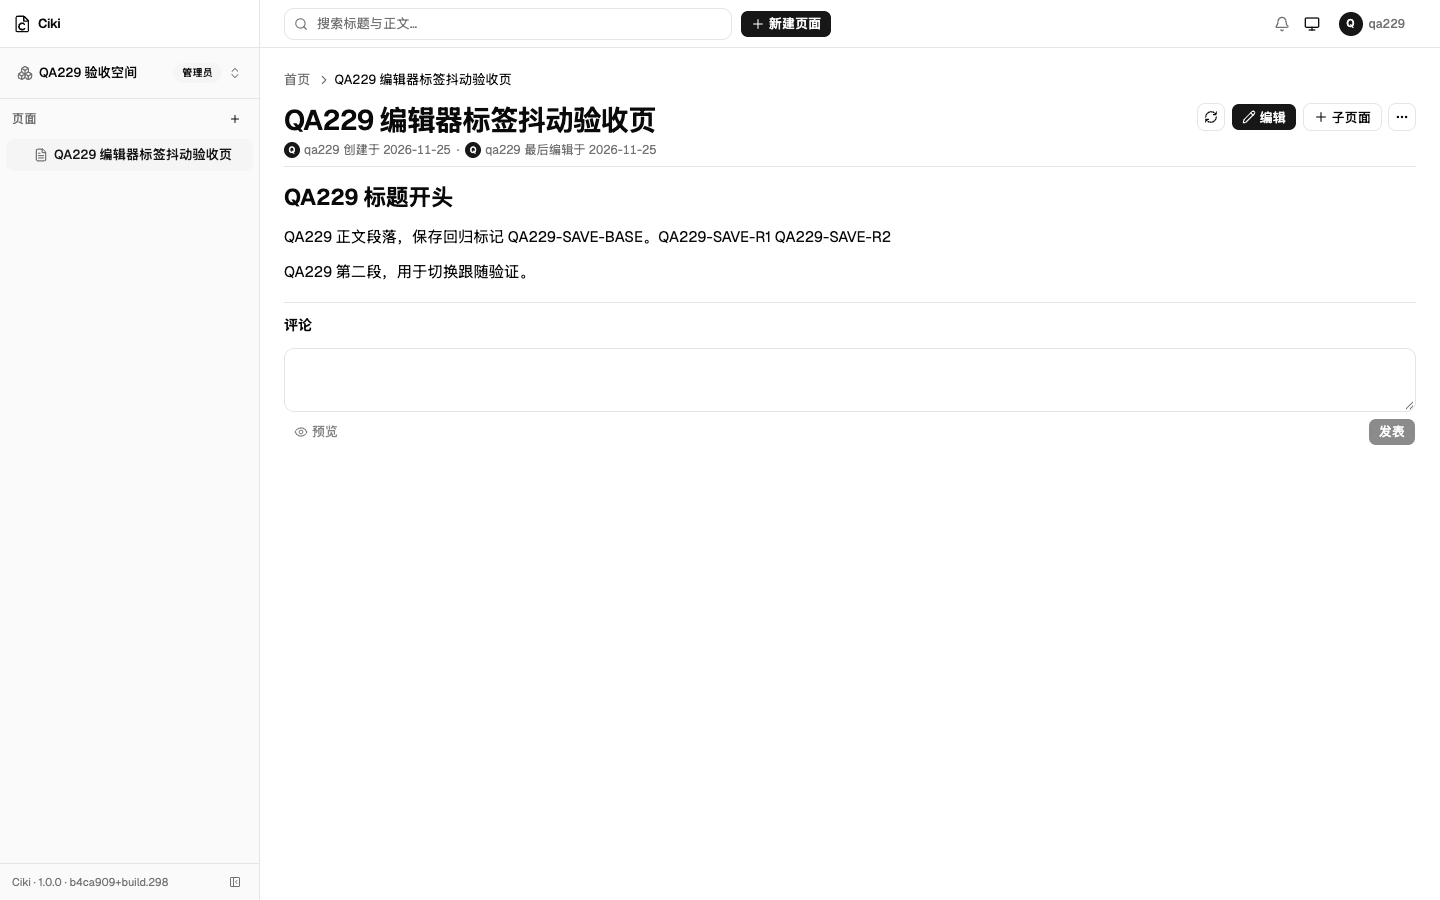 Ciki
搜索标题与正文...
新建页面
qa229
QA229 验收空间
管理员
页面
QA229 编辑器标签抖动验收页
首页 > QA229 编辑器标签抖动验收页
QA229 编辑器标签抖动验收页
编辑
子页面
Q qa229 创建于 2026-11-25 · Q qa229 最后编辑于 2026-11-25
QA229 标题开头
QA229 正文段落，保存回归标记 QA229-SAVE-BASE。QA229-SAVE-R1 QA229-SAVE-R2
QA229 第二段，用于切换跟随验证。
评论
预览
发表
Ciki · 1.0.0 · b4ca909+build.298